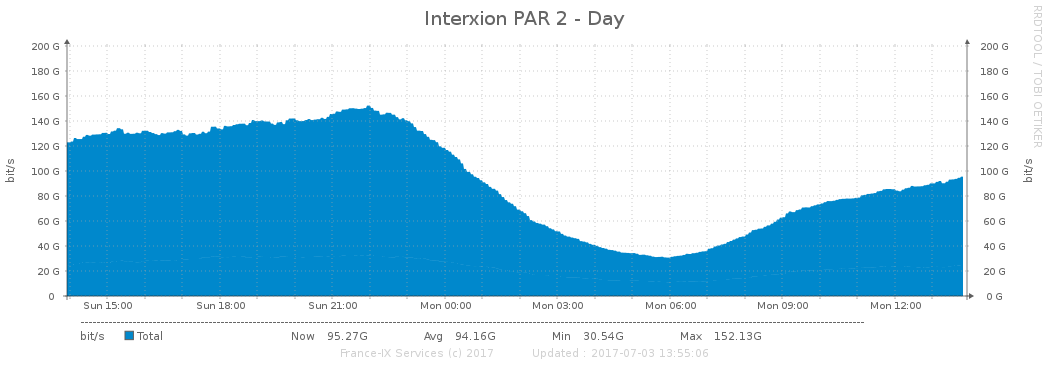 Interxion PAR 2 - Day
RRDTOOL / TOBI OETIKER
200 G 200 G
180 G 180 G
160 G 160 G
140 G 140 G
120 G 120 G
100 G 100 G
80 G 80 G
60 G 60 G
40 G 40 G
20 G 20 G
0 0 G
bit/s bit/s
Sun 15:00 Sun 18:00 Sun 21:00 Mon 00:00 Mon 03:00 Mon 06:00 Mon 09:00 Mon 12:00
bit/s Total Now 95.27G Avg 94.16G Min 30.54G Max 152.13G
France-IX Services (c) 2017 Updated : 2017-07-03 13:55:06